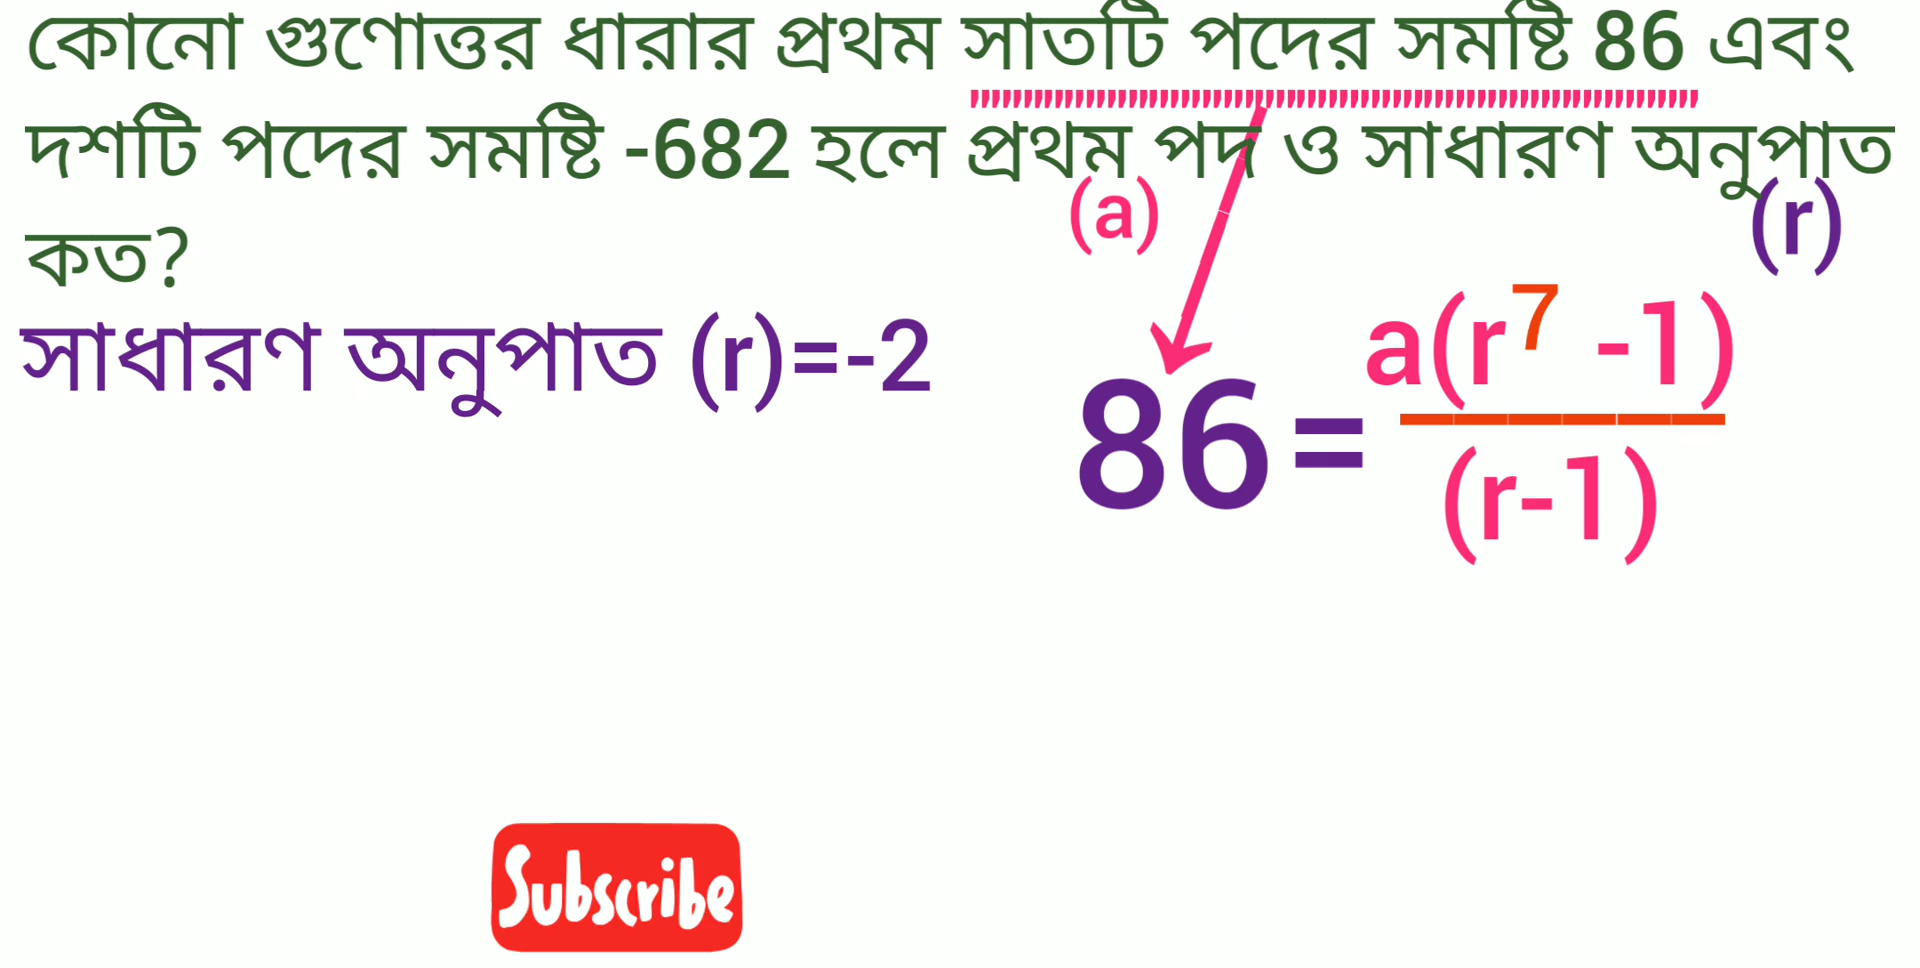 কোনো গুণোত্তর ধারার প্রথম সাতটি পদের সমষ্টি 86 এবং
দশটি পদের সমষ্টি -682 হলে প্রথম পদ ও সাধারণ অনুপাত
(a)
(r)
কত?
সাধারণ অনুপাত (r)=-2
86=
a(r⁷ -1)
(r-1)
Subscribe